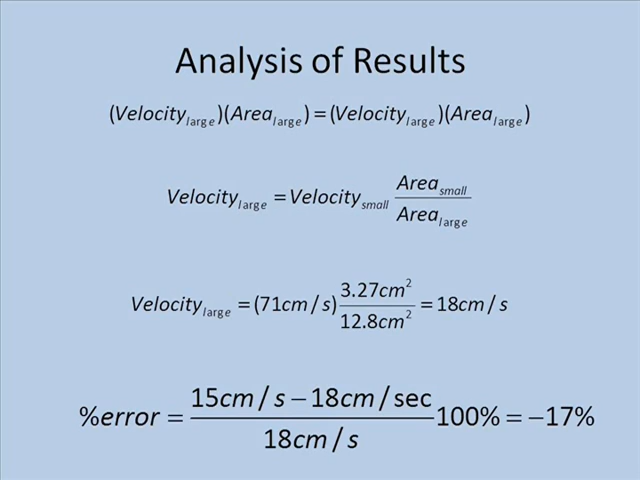 Analysis of Results
(Velocity_large)(Area_large) = (Velocity_large)(Area_large)
Velocity_large = Velocity_small Area_small / Area_large
Velocity_large = (71cm / s) 3.27cm² / 12.8cm² = 18cm / s
%error = 15cm / s − 18cm / sec / 18cm / s 100% = −17%